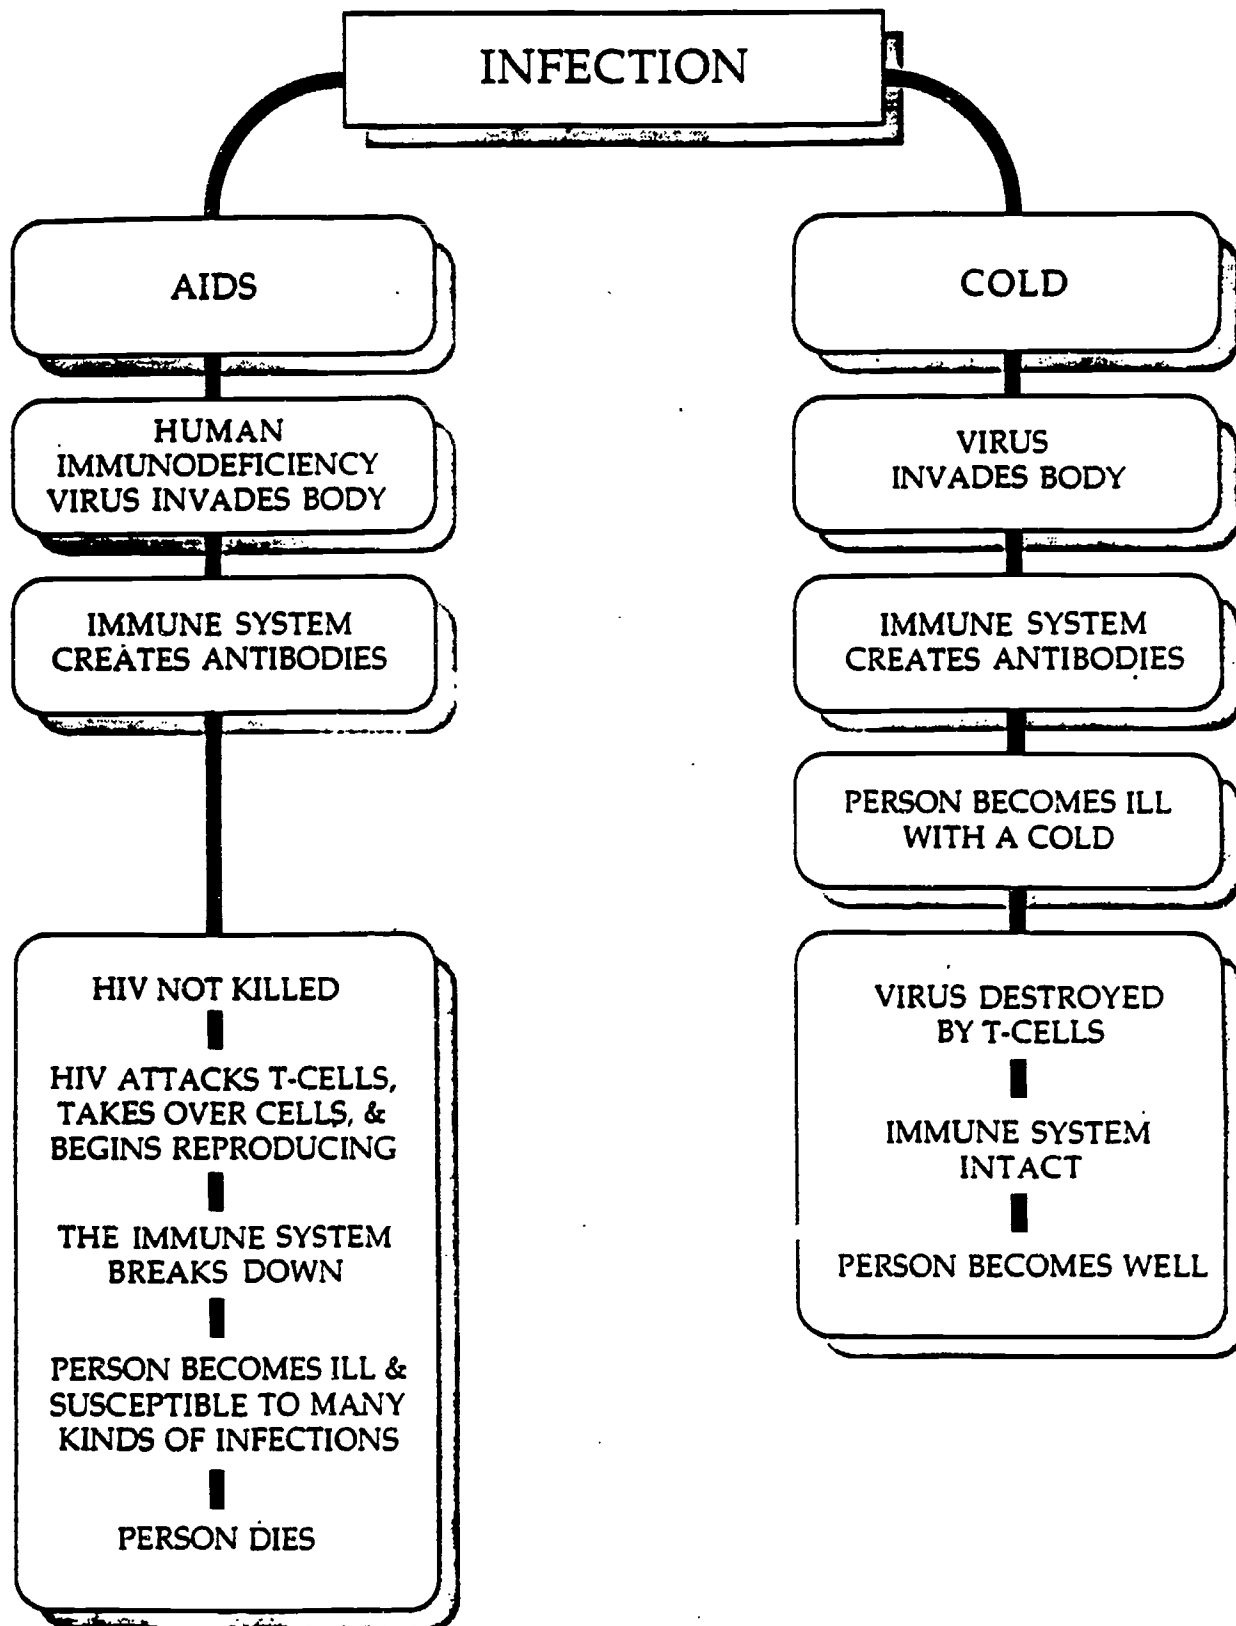 INFECTION
AIDS
HUMAN
IMMUNODEFICIENCY
VIRUS INVADES BODY
IMMUNE SYSTEM
CREATES ANTIBODIES
HIV NOT KILLED
HIV ATTACKS T-CELLS,
TAKES OVER CELLS, &
BEGINS REPRODUCING
THE IMMUNE SYSTEM
BREAKS DOWN
PERSON BECOMES ILL &
SUSCEPTIBLE TO MANY
KINDS OF INFECTIONS
PERSON DIES
COLD
VIRUS
INVADES BODY
IMMUNE SYSTEM
CREATES ANTIBODIES
PERSON BECOMES ILL
WITH A COLD
VIRUS DESTROYED
BY T-CELLS
IMMUNE SYSTEM
INTACT
PERSON BECOMES WELL